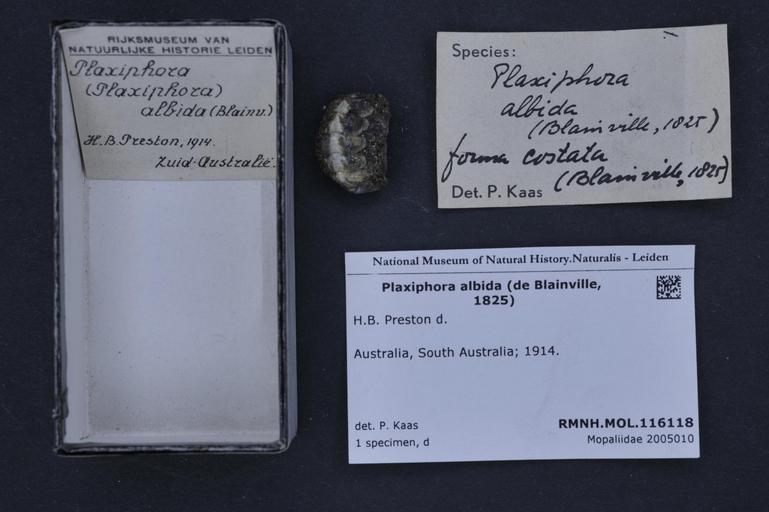 RIJKSMUSEUM VAN
NATUURLIJKE HISTORIE LEIDEN
Plaxiphora
(Plaxiphora)
albida (Blainv.)
H.B. Preston, 1914.
Zuid-Australië.
Species:
Plaxiphora
albida
(Blainville, 1825)
forma costata
(Blainville, 1825)
Det. P. Kaas
National Museum of Natural History.Naturalis - Leiden
Plaxiphora albida (de Blainville,
1825)
H.B. Preston d.
Australia, South Australia; 1914.
det. P. Kaas
1 specimen, d
RMNH.MOL.116118
Mopaliidae 2005010